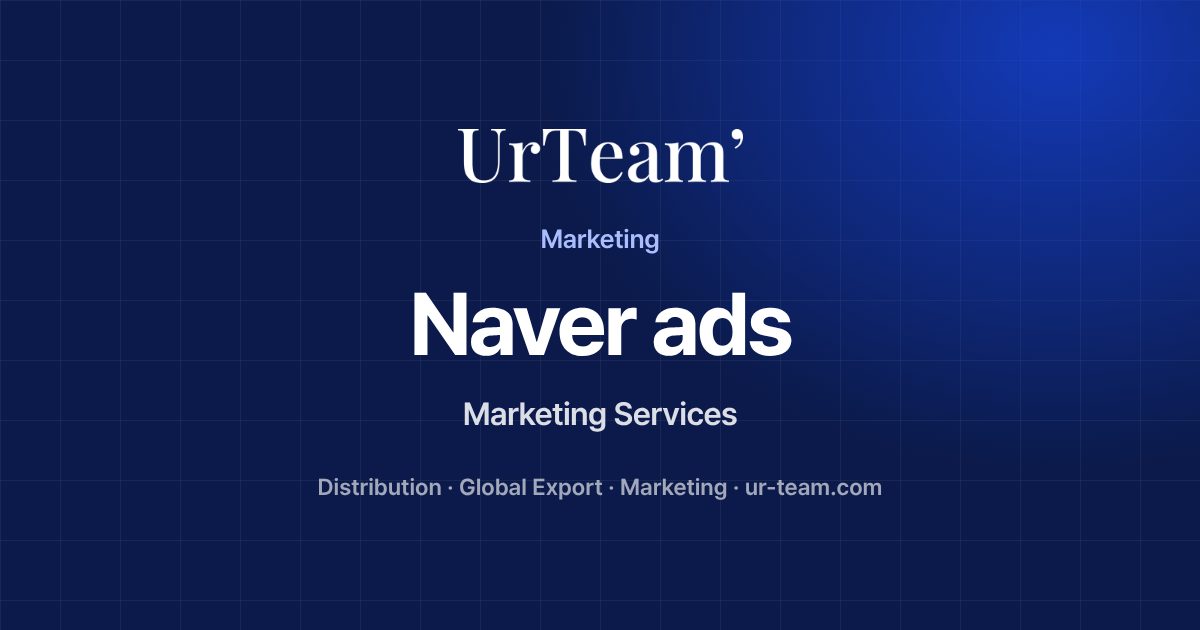 UrTeam’
Marketing
Naver ads
Marketing Services
Distribution · Global Export · Marketing · ur-team.com